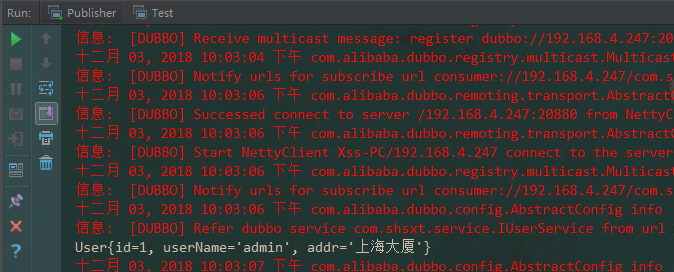 Run: Publisher Test
信息: [DUBBO] Receive multicast message: register dubbo://192.168.4.247:20
十二月 03, 2018 10:03:04 下午 com.alibaba.dubbo.registry.multicast.Multicast
信息: [DUBBO] Notify urls for subscribe url consumer://192.168.4.247/com.s
十二月 03, 2018 10:03:06 下午 com.alibaba.dubbo.remoting.transport.AbstractC
信息: [DUBBO] Successed connect to server /192.168.4.247:20880 from NettyC
十二月 03, 2018 10:03:06 下午 com.alibaba.dubbo.remoting.transport.AbstractC
信息: [DUBBO] Start NettyClient Xss-PC/192.168.4.247 connect to the server
十二月 03, 2018 10:03:06 下午 com.alibaba.dubbo.registry.multicast.Multicast
信息: [DUBBO] Notify urls for subscribe url consumer://192.168.4.247/com.s
十二月 03, 2018 10:03:06 下午 com.alibaba.dubbo.config.AbstractConfig info
信息: [DUBBO] Refer dubbo service com.shsxt.service.IUserService from url
User{id=1, userName='admin', addr='上海大厦'}
十二月 03, 2018 10:03:07 下午 com.alibaba.dubbo.config.AbstractConfig info